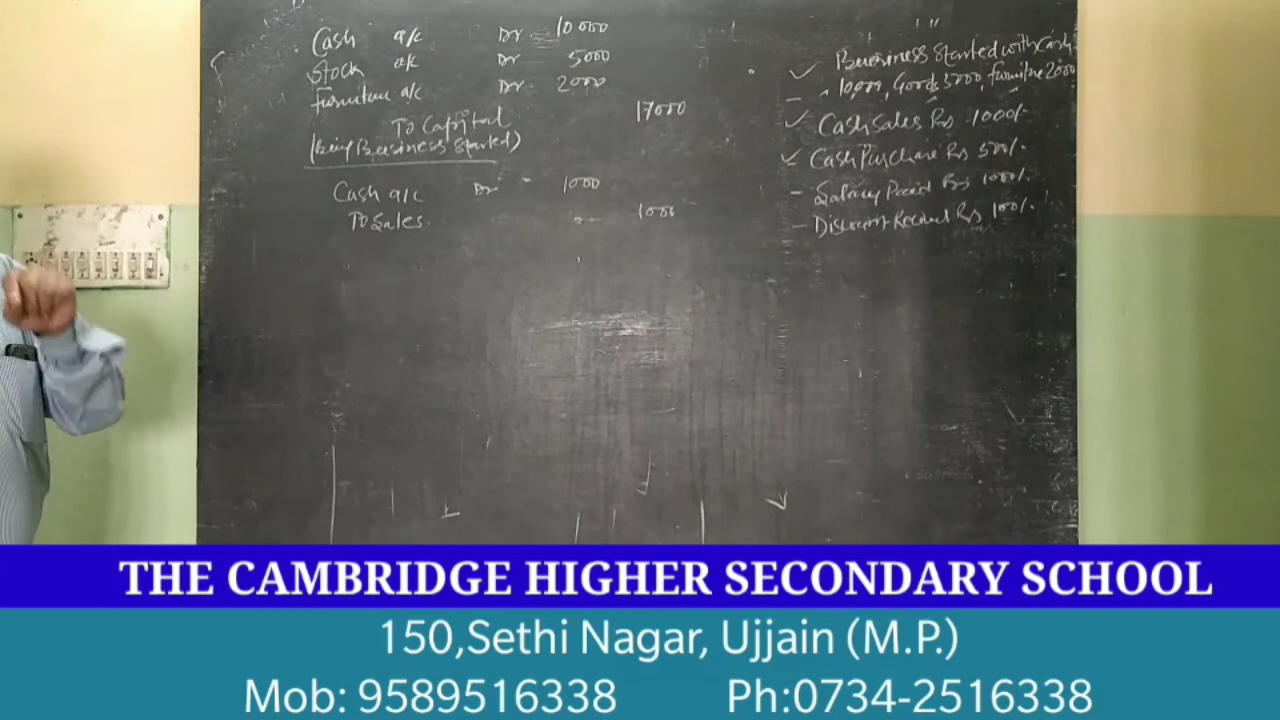 Cash a/c Dr 10000
Stock a/c Dr 5000
Furniture a/c Dr 2000
To Capital 17000
(Being Business Started)
Cash a/c Dr 1000
To Sales 1000
Business Started with Cash
10,000, Goods 5000, furniture 2000
Cash Sales Rs 1000/-
Cash Purchase Rs 500/-
Salary Paid Rs 1000/-
Discount Received Rs 100/-
THE CAMBRIDGE HIGHER SECONDARY SCHOOL
150,Sethi Nagar, Ujjain (M.P.)
Mob: 9589516338 Ph:0734-2516338